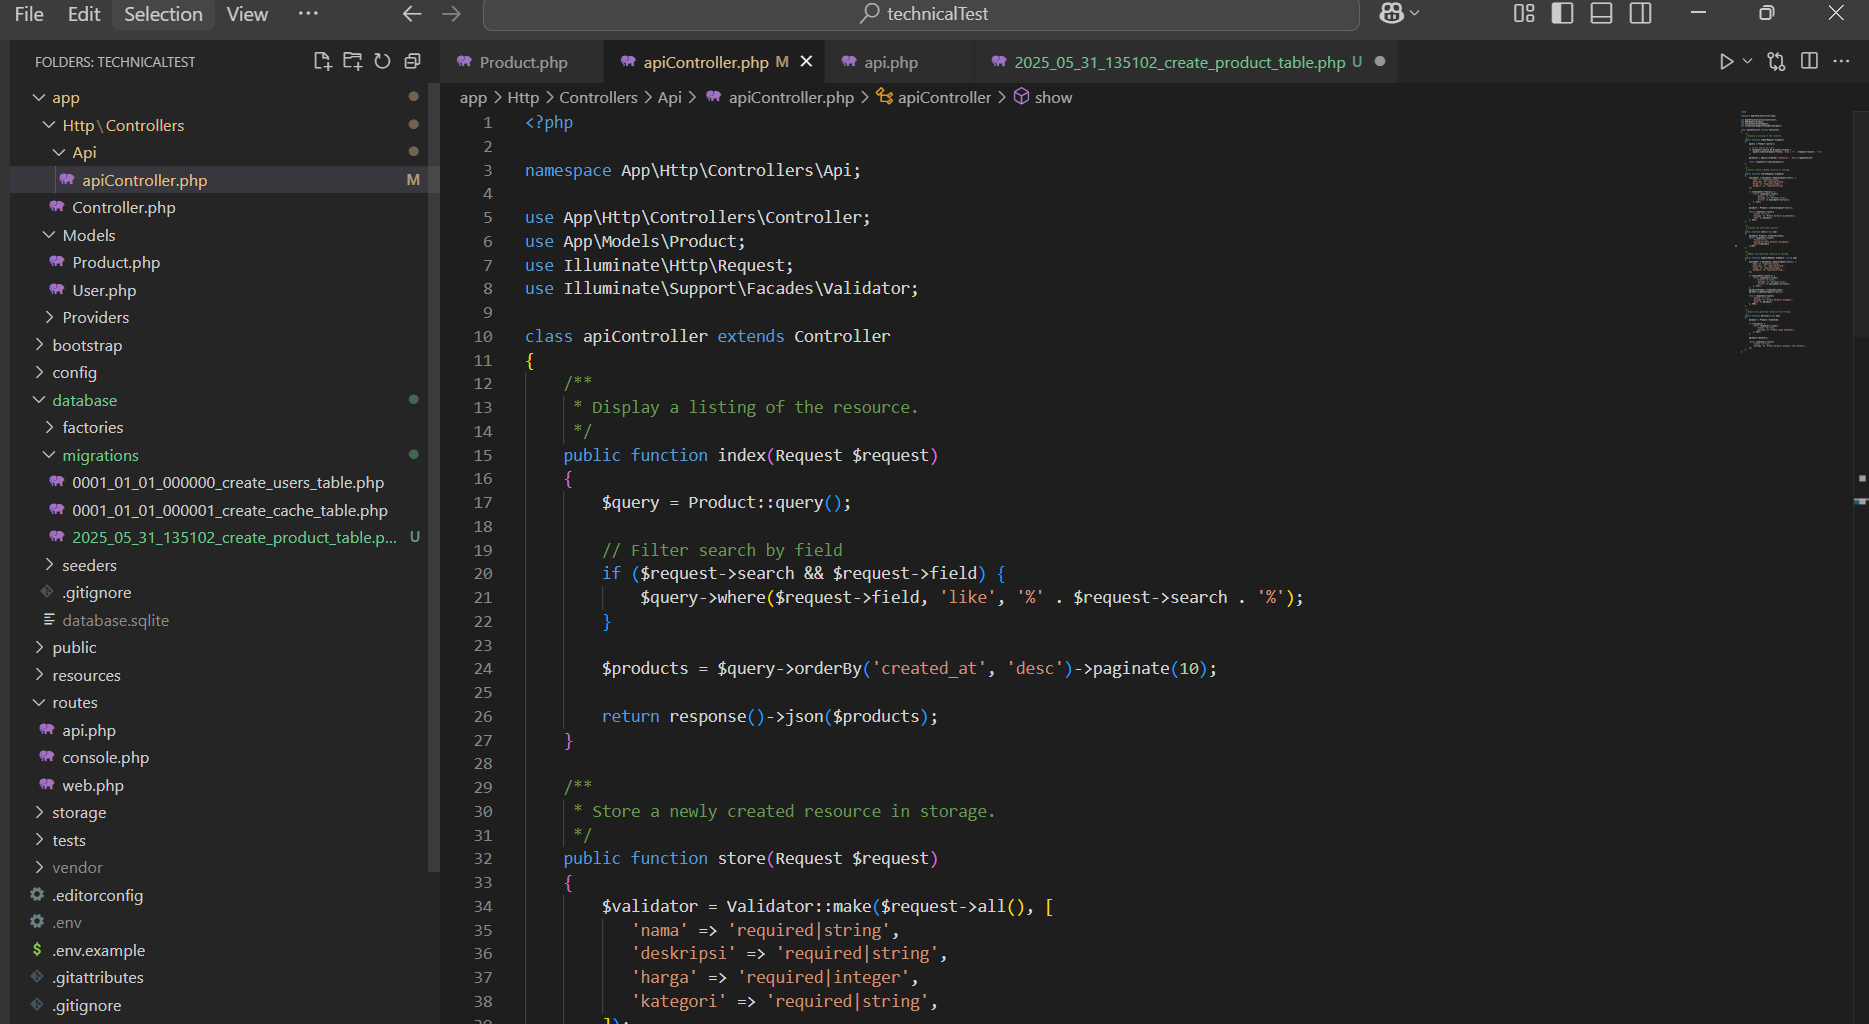 File Edit Selection View ··· technicalTest
FOLDERS: TECHNICALTEST
app
Http\Controllers
Api
apiController.php M
Controller.php
Models
Product.php
User.php
Providers
bootstrap
config
database
factories
migrations
0001_01_01_000000_create_users_table.php
0001_01_01_000001_create_cache_table.php
2025_05_31_135102_create_product_table.p... U
seeders
.gitignore
database.sqlite
public
resources
routes
api.php
console.php
web.php
storage
tests
vendor
.editorconfig
.env
$ .env.example
.gitattributes
.gitignore
Product.php apiController.php M api.php 2025_05_31_135102_create_product_table.php U
app > Http > Controllers > Api > apiController.php > apiController > show
1 <?php
2
3 namespace App\Http\Controllers\Api;
4
5 use App\Http\Controllers\Controller;
6 use App\Models\Product;
7 use Illuminate\Http\Request;
8 use Illuminate\Support\Facades\Validator;
9
10 class apiController extends Controller
11 {
12 /**
13 * Display a listing of the resource.
14 */
15 public function index(Request $request)
16 {
17 $query = Product::query();
18
19 // Filter search by field
20 if ($request->search && $request->field) {
21 $query->where($request->field, 'like', '%' . $request->search . '%');
22 }
23
24 $products = $query->orderBy('created_at', 'desc')->paginate(10);
25
26 return response()->json($products);
27 }
28
29 /**
30 * Store a newly created resource in storage.
31 */
32 public function store(Request $request)
33 {
34 $validator = Validator::make($request->all(), [
35 'nama' => 'required|string',
36 'deskripsi' => 'required|string',
37 'harga' => 'required|integer',
38 'kategori' => 'required|string',
39 ]);